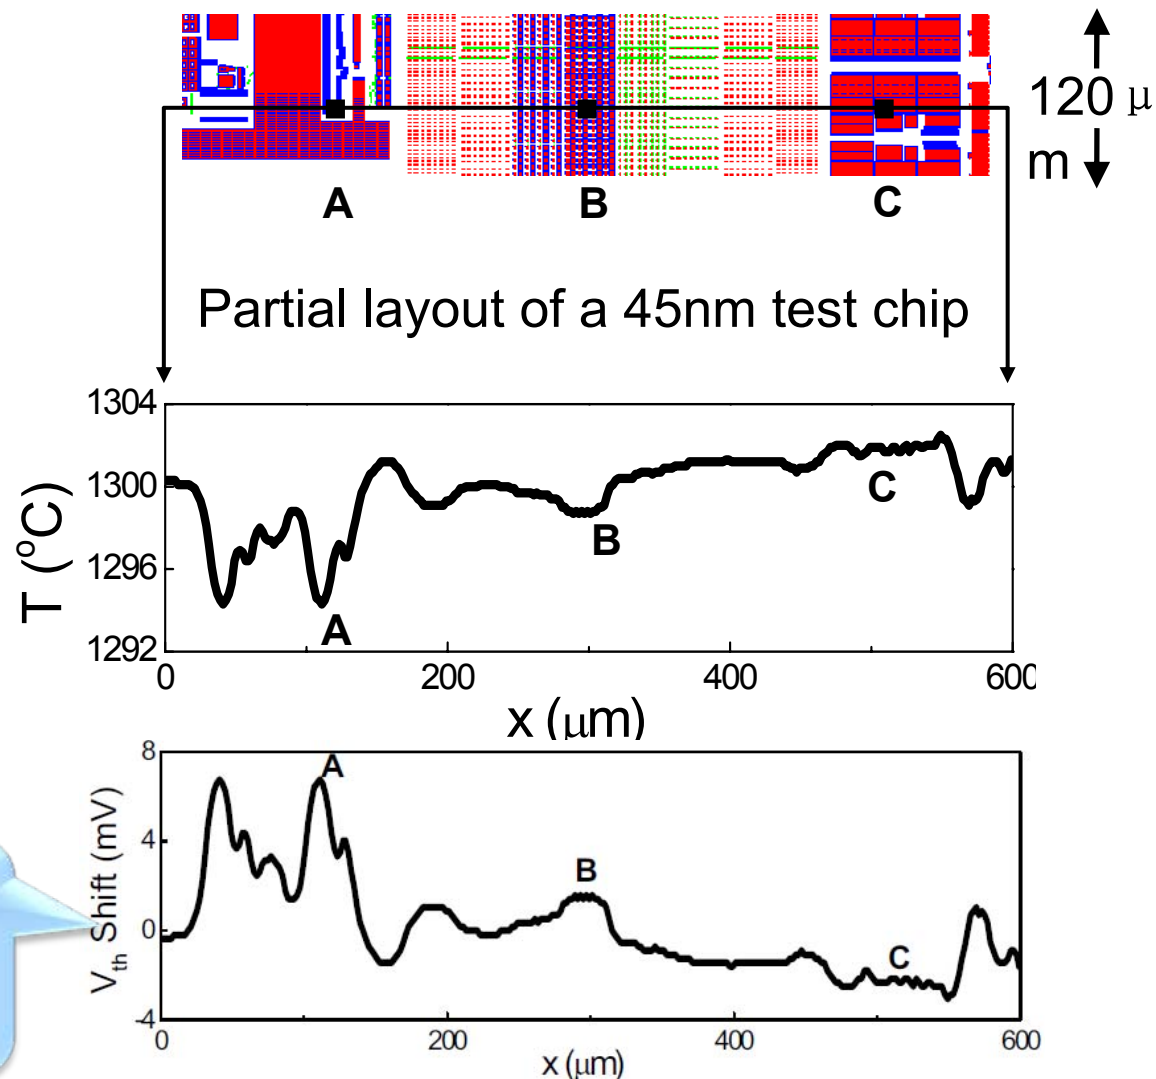 120 μ
m
A B C
Partial layout of a 45nm test chip
1304
1300
1296
1292
T (°C)
A
B
C
0 200 400 600
x (μm)
8
4
0
-4
Vth Shift (mV)
A
B
C
0 200 400 600
x (μm)